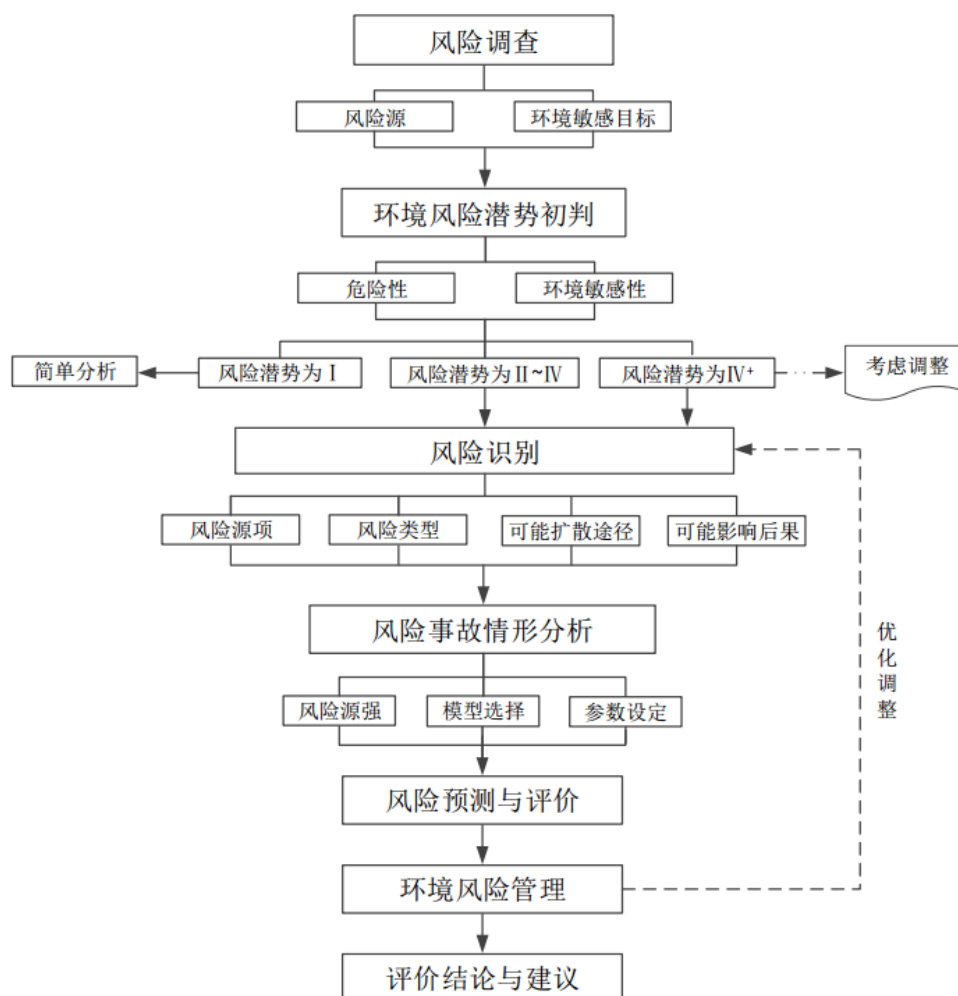 风险调查
风险源
环境敏感目标
环境风险潜势初判
危险性
环境敏感性
简单分析
风险潜势为Ⅰ
风险潜势为Ⅱ~Ⅳ
风险潜势为Ⅳ+
考虑调整
风险识别
风险源项
风险类型
可能扩散途径
可能影响后果
风险事故情形分析
优化调整
风险源强
模型选择
参数设定
风险预测与评价
环境风险管理
评价结论与建议